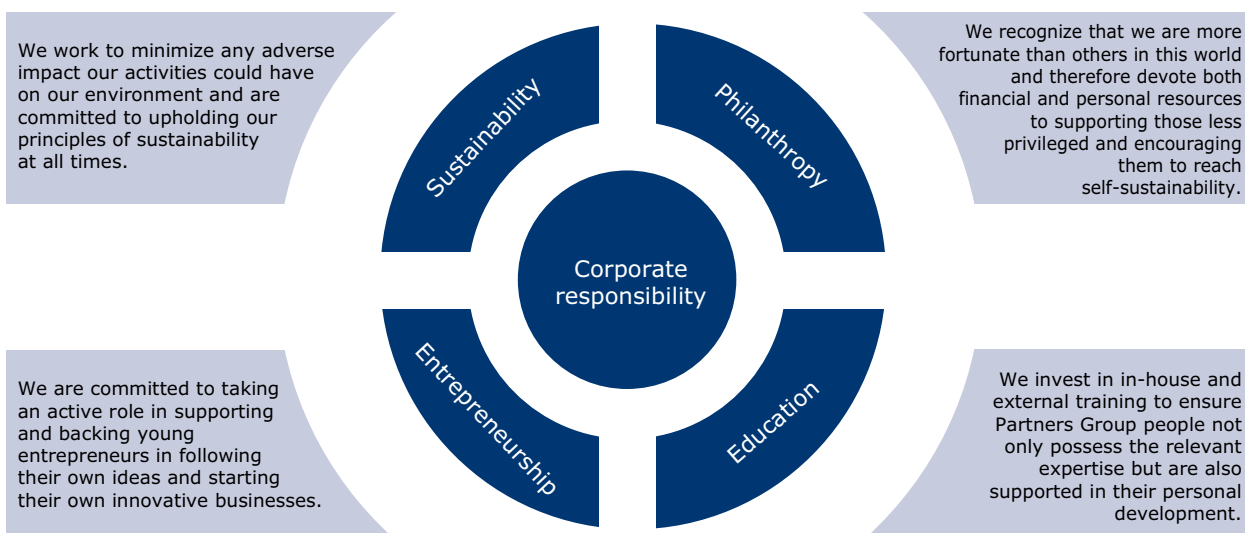 We work to minimize any adverse
impact our activities could have
on our environment and are
committed to upholding our
principles of sustainability
at all times.
Sustainability
Philanthropy
We recognize that we are more
fortunate than others in this world
and therefore devote both
financial and personal resources
to supporting those less
privileged and encouraging
them to reach
self-sustainability.
Corporate
responsibility
We are committed to taking
an active role in supporting
and backing young
entrepreneurs in following
their own ideas and starting
their own innovative businesses.
Entrepreneurship
Education
We invest in in-house and
external training to ensure
Partners Group people not
only possess the relevant
expertise but are also
supported in their personal
development.